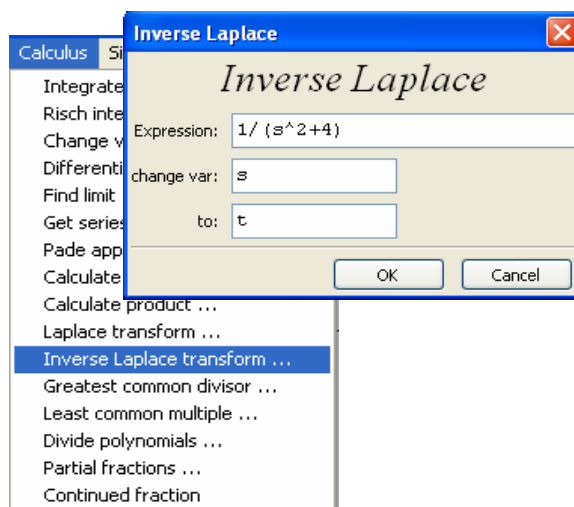 Calculus Si
Integrate
Risch inte
Change v
Differenti
Find limit
Get series
Pade app
Calculate
Calculate product ...
Laplace transform ...
Inverse Laplace transform ...
Greatest common divisor ...
Least common multiple ...
Divide polynomials ...
Partial fractions ...
Continued fraction
Inverse Laplace
Inverse Laplace
Expression: 1/(s^2+4)
change var: s
to: t
OK Cancel